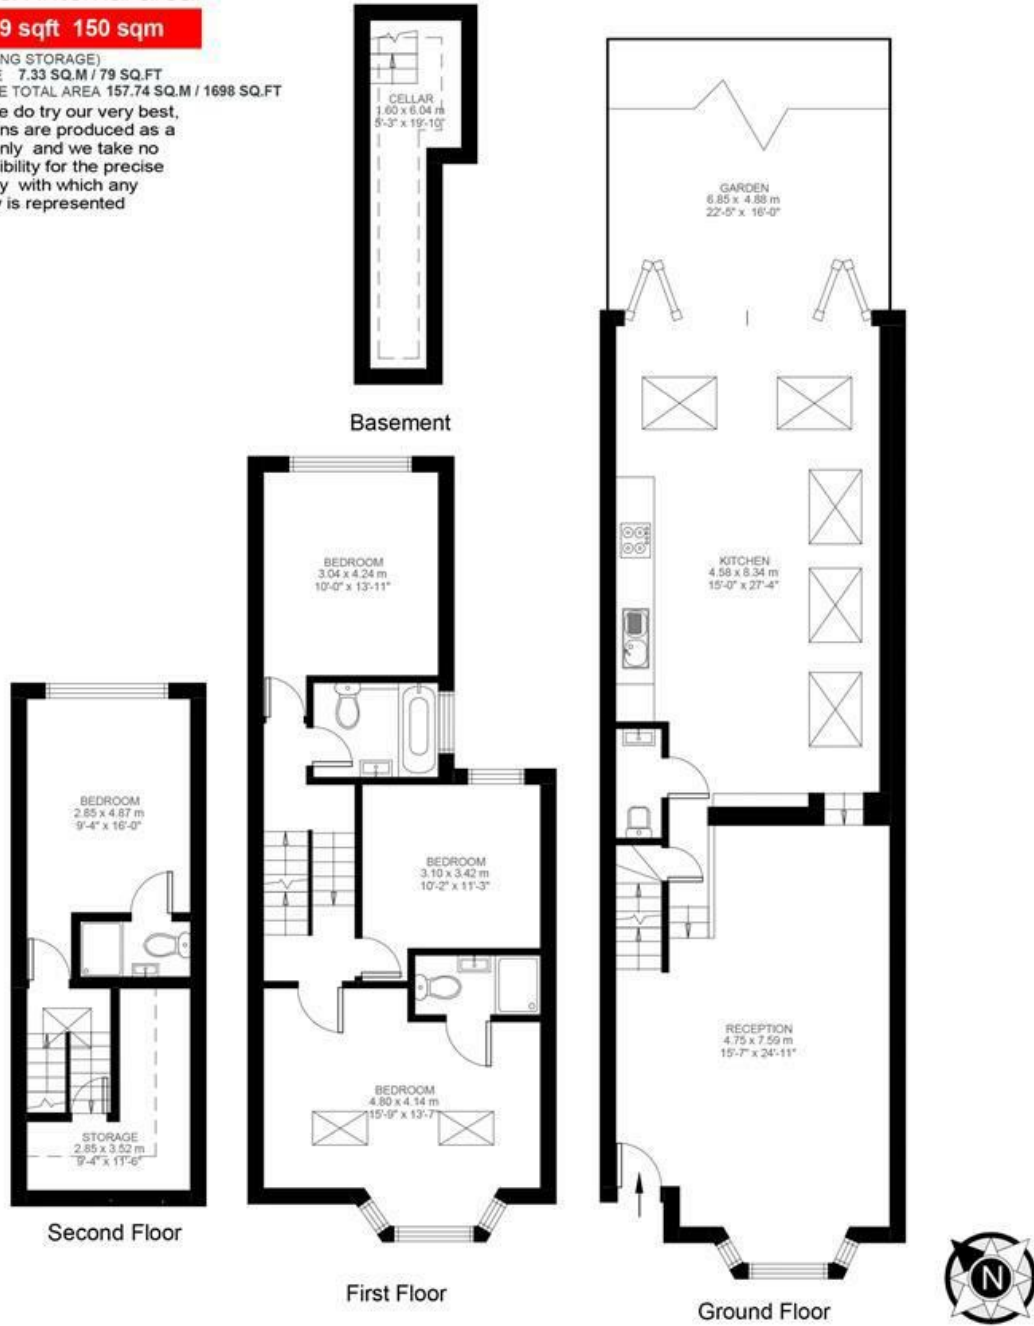 9 sqft 150 sqm
NG STORAGE)
E 7.33 SQ.M / 79 SQ.FT
E TOTAL AREA 157.74 SQ.M / 1698 SQ.FT
e do try our very best,
ns are produced as a
nly and we take no
ibility for the precise
y with which any
y is represented
CELLAR
1.60 x 6.04 m
5'-3" x 19'-10"
Basement
GARDEN
6.85 x 4.88 m
22'-5" x 16'-0"
KITCHEN
4.58 x 8.34 m
15'-0" x 27'-4"
RECEPTION
4.75 x 7.59 m
15'-7" x 24'-11"
Ground Floor
BEDROOM
3.04 x 4.24 m
10'-0" x 13'-11"
BEDROOM
3.10 x 3.42 m
10'-2" x 11'-3"
BEDROOM
4.80 x 4.14 m
15'-9" x 13'-7"
First Floor
BEDROOM
2.85 x 4.87 m
9'-4" x 16'-0"
STORAGE
2.85 x 3.52 m
9'-4" x 11'-6"
Second Floor
N